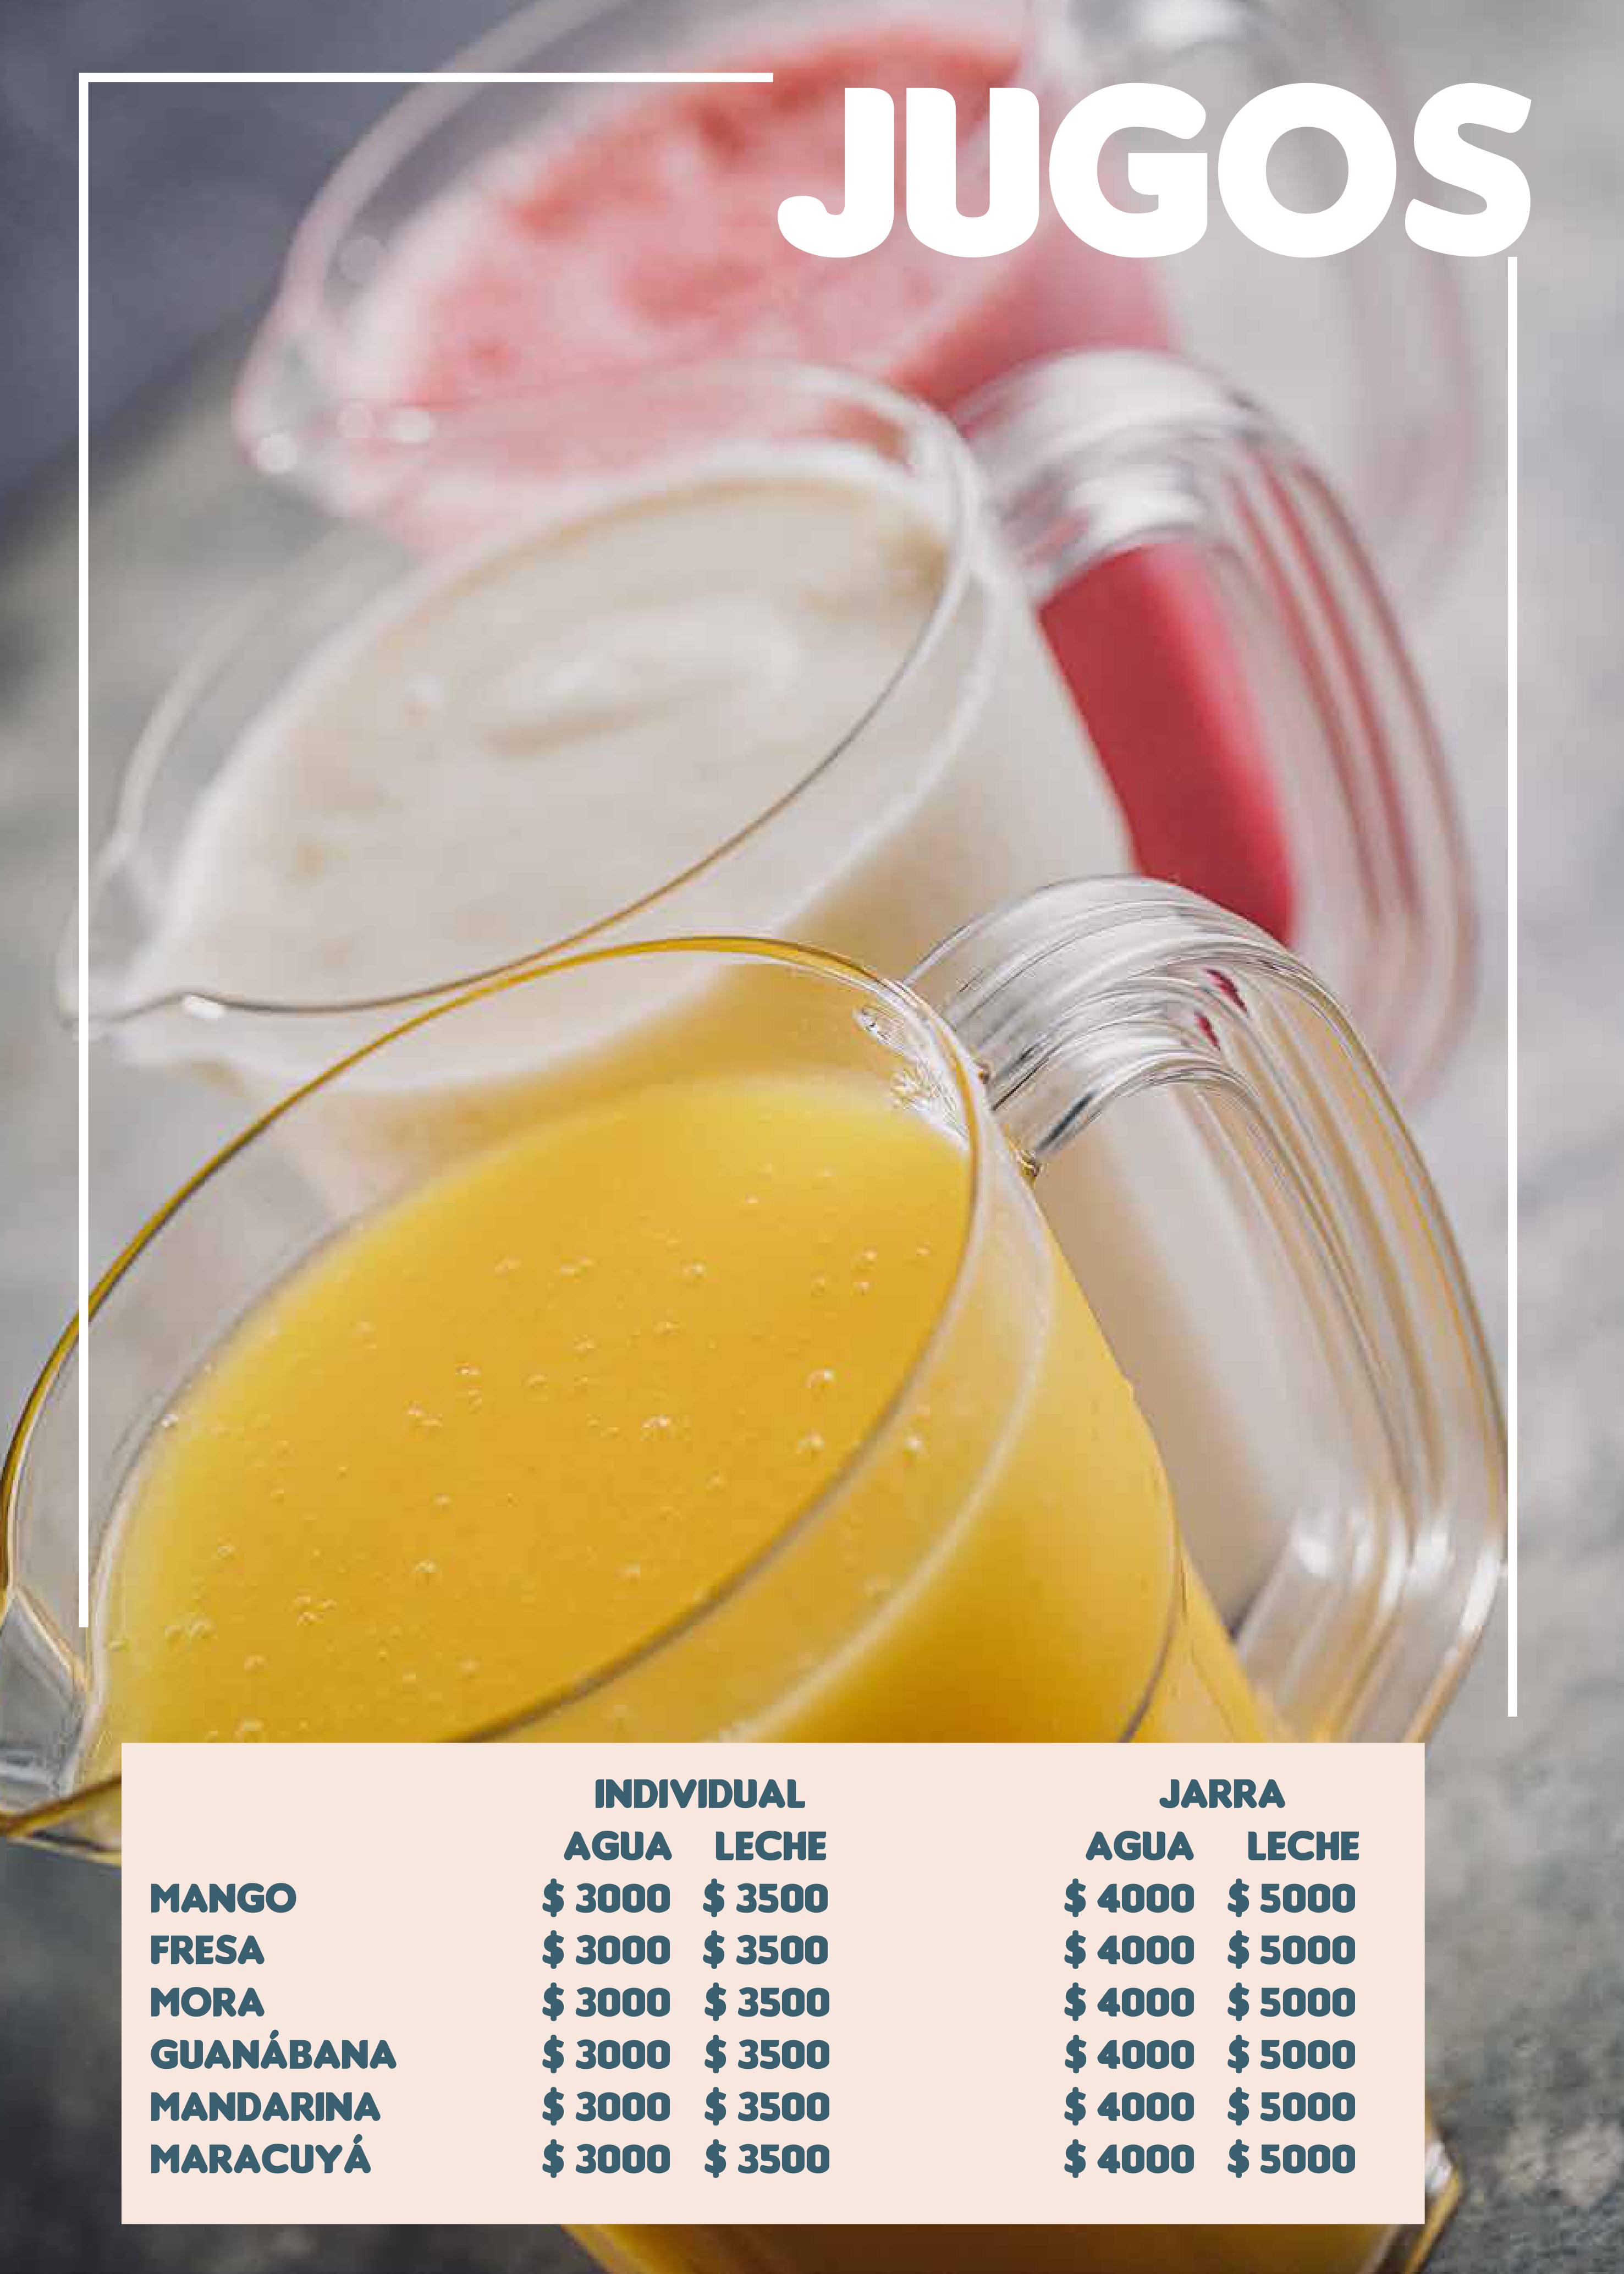 JUGOS
INDIVIDUAL JARRA
AGUA LECHE AGUA LECHE
MANGO $ 3000 $ 3500 $ 4000 $ 5000
FRESA $ 3000 $ 3500 $ 4000 $ 5000
MORA $ 3000 $ 3500 $ 4000 $ 5000
GUANÁBANA $ 3000 $ 3500 $ 4000 $ 5000
MANDARINA $ 3000 $ 3500 $ 4000 $ 5000
MARACUYÁ $ 3000 $ 3500 $ 4000 $ 5000